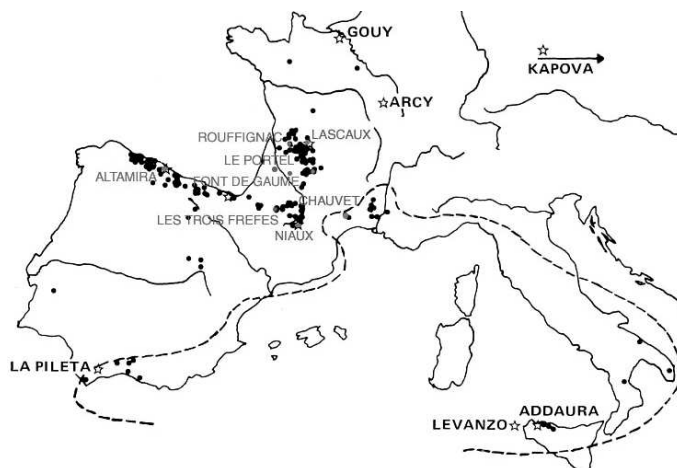 GOUY
KAPOVA
ARCY
ROUFFIGNAC
LASCAUX
LE PORTEL
ALTAMIRA
FONT DE GAUME
CHAUVET
LES TROIS FREFES
NIAUX
LA PILETA
LEVANZO
ADDAURA